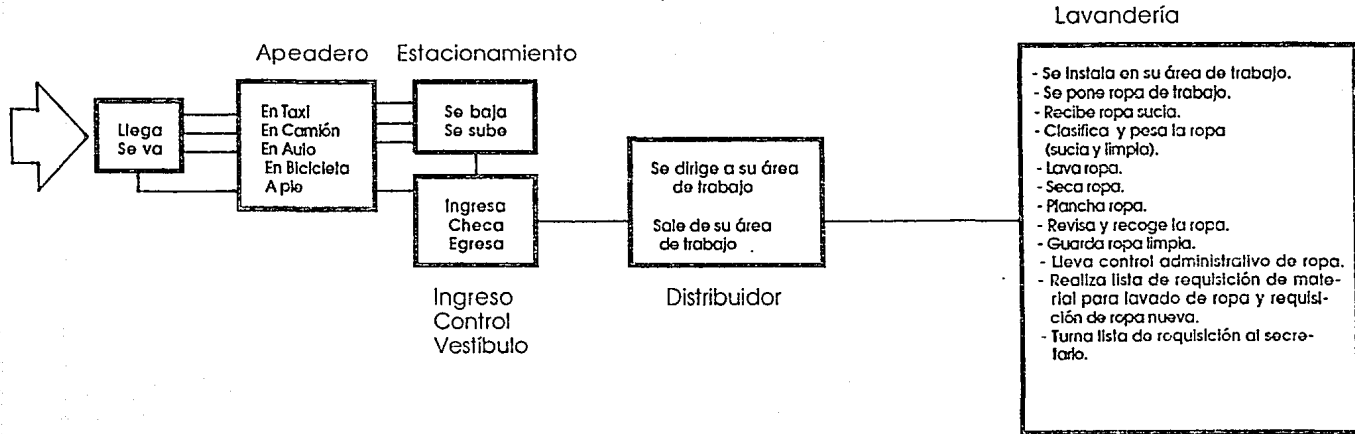 Lavandería
Apeadero
Estacionamiento
Llega
Se va
En Taxi
En Camión
En Auto
En Bicicleta
A pie
Se baja
Se sube
Ingresa
Checa
Egresa
Ingreso
Control
Vestíbulo
Se dirige a su área
de trabajo
Sale de su área
de trabajo
Distribuidor
- Se instala en su área de trabajo.
- Se pone ropa de trabajo.
- Recibe ropa sucia.
- Clasifica y pesa la ropa
(sucia y limpia).
- Lava ropa.
- Seca ropa.
- Plancha ropa.
- Revisa y recoge la ropa.
- Guarda ropa limpia.
- Lleva control administrativo de ropa.
- Realiza lista de requisición de mate-
rial para lavado de ropa y requisi-
ción de ropa nueva.
- Turna lista de requisición al secre-
tario.